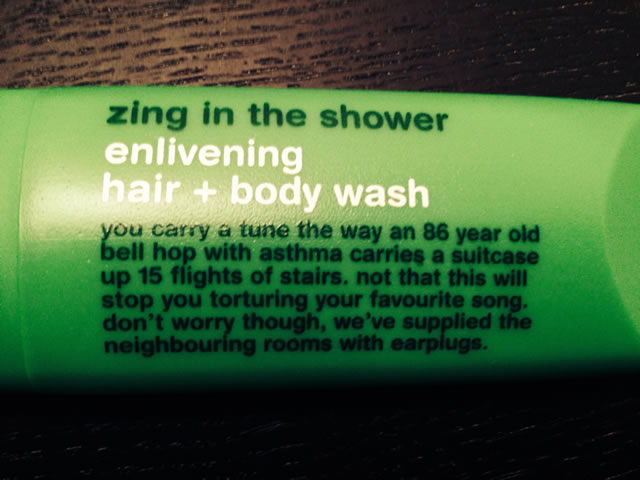 zing in the shower
enlivening
hair + body wash
you carry a tune the way an 86 year old
bell hop with asthma carries a suitcase
up 15 flights of stairs. not that this will
stop you torturing your favourite song.
don't worry though, we've supplied the
neighbouring rooms with earplugs.